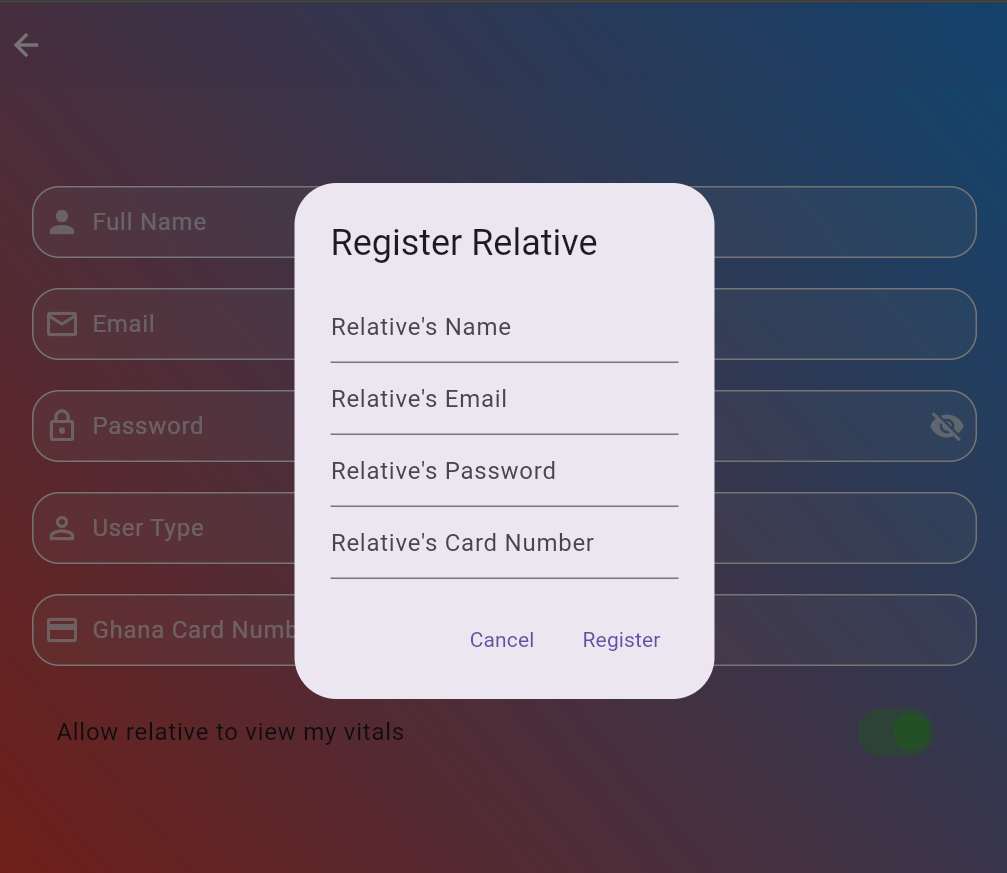 Full Name
Email
Password
User Type
Ghana Card Numb
Allow relative to view my vitals
Register Relative
Relative's Name
Relative's Email
Relative's Password
Relative's Card Number
Cancel Register